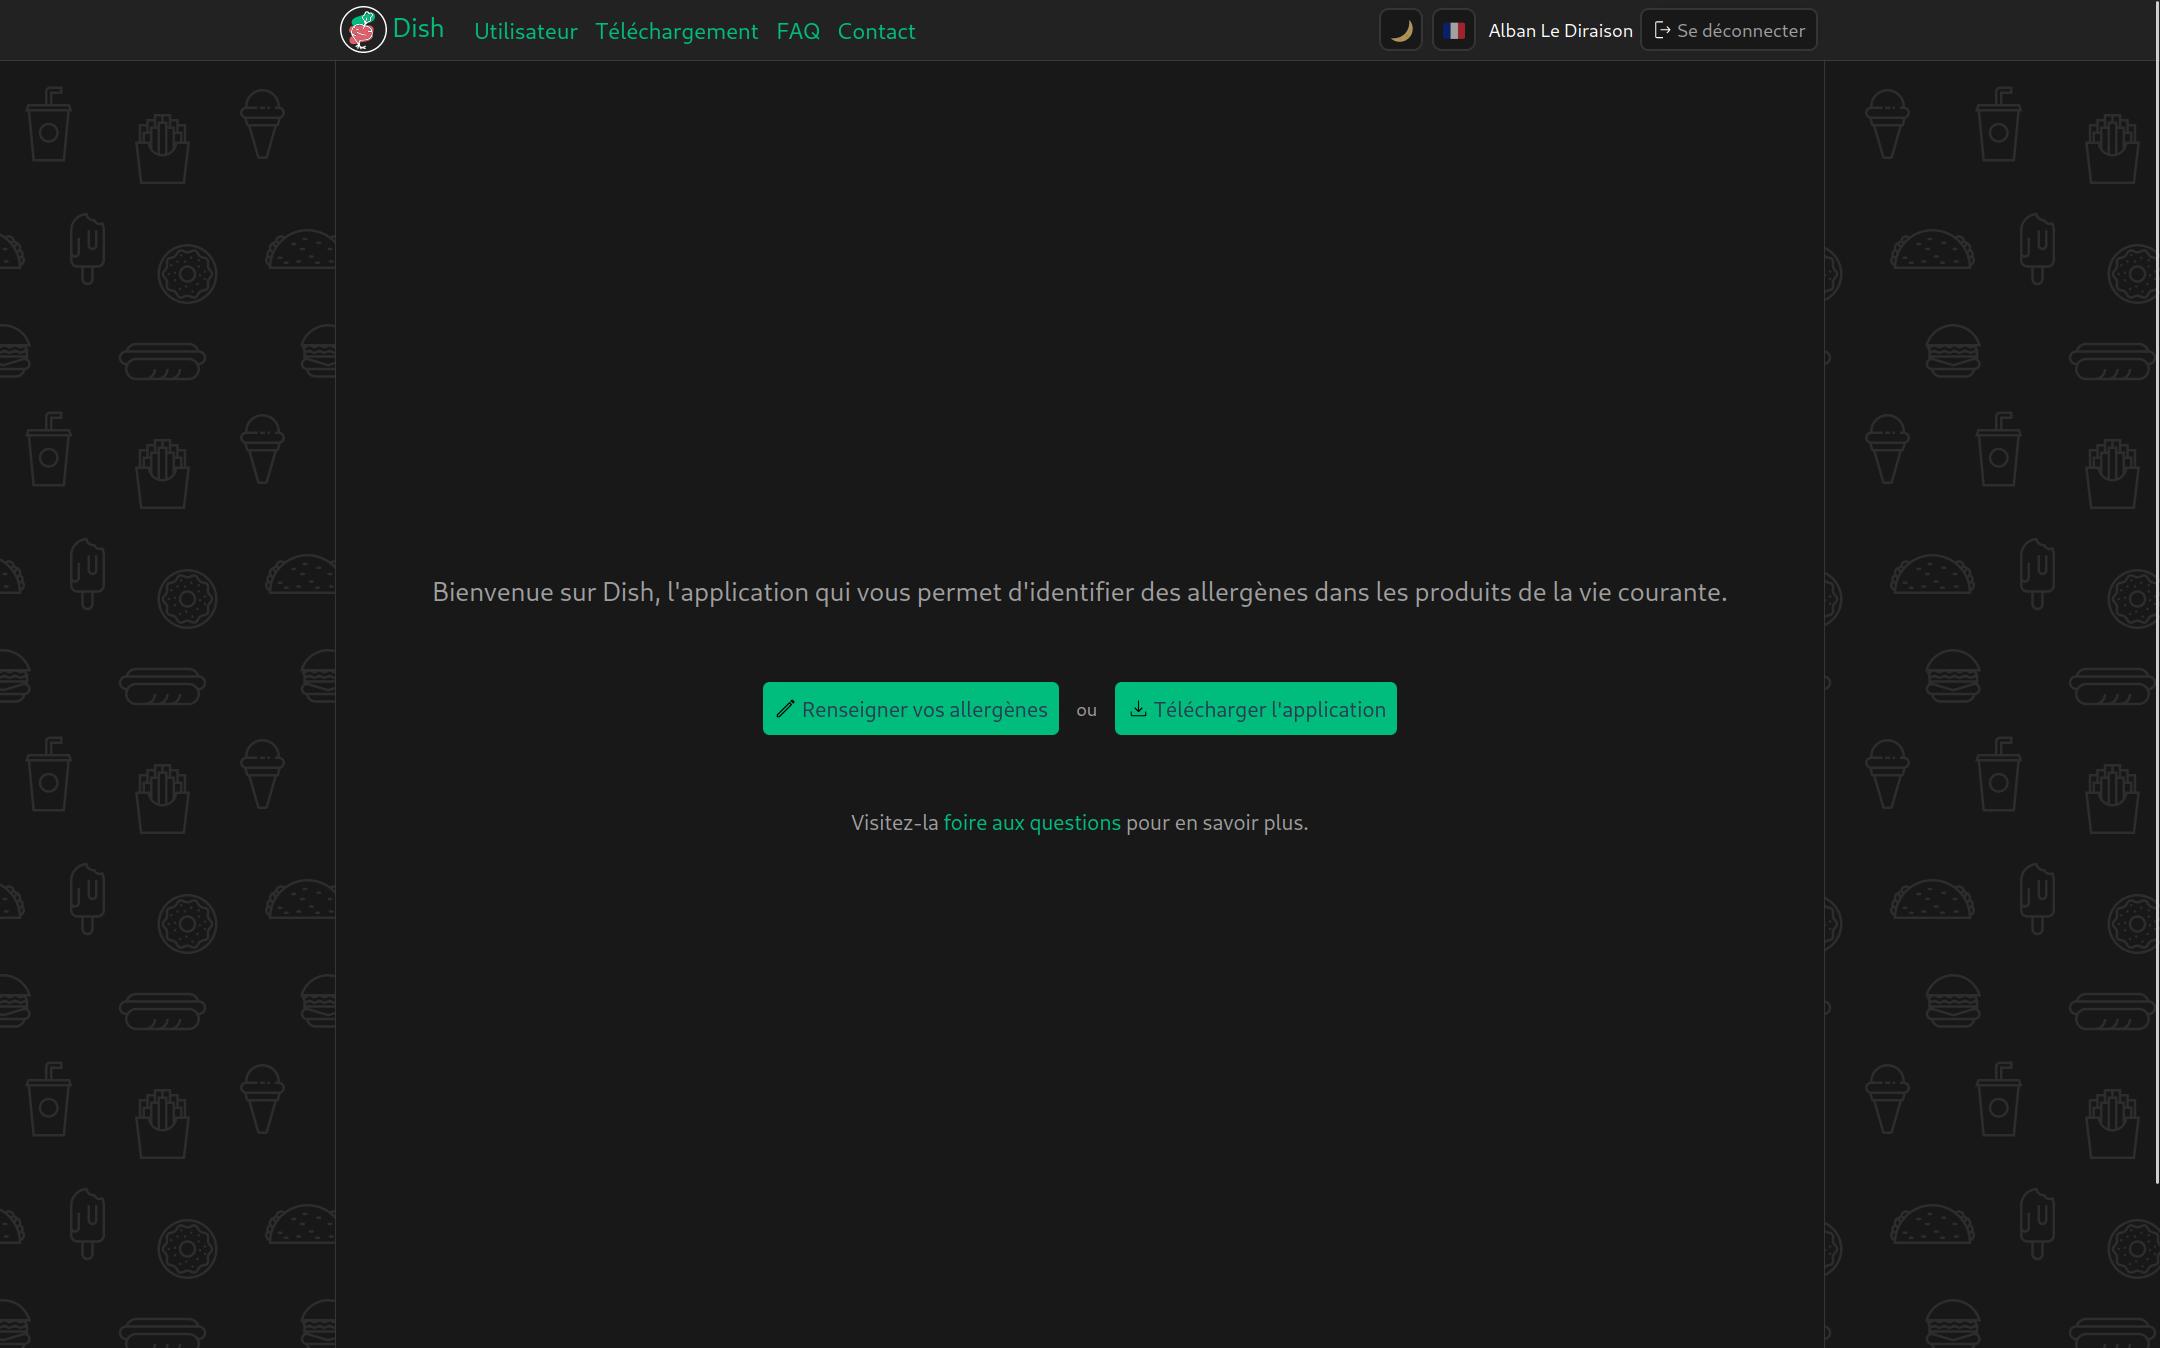 Dish Utilisateur Téléchargement FAQ Contact Alban Le Diraison Se déconnecter
Bienvenue sur Dish, l'application qui vous permet d'identifier des allergènes dans les produits de la vie courante.
Renseigner vos allergènes ou Télécharger l'application
Visitez-la foire aux questions pour en savoir plus.